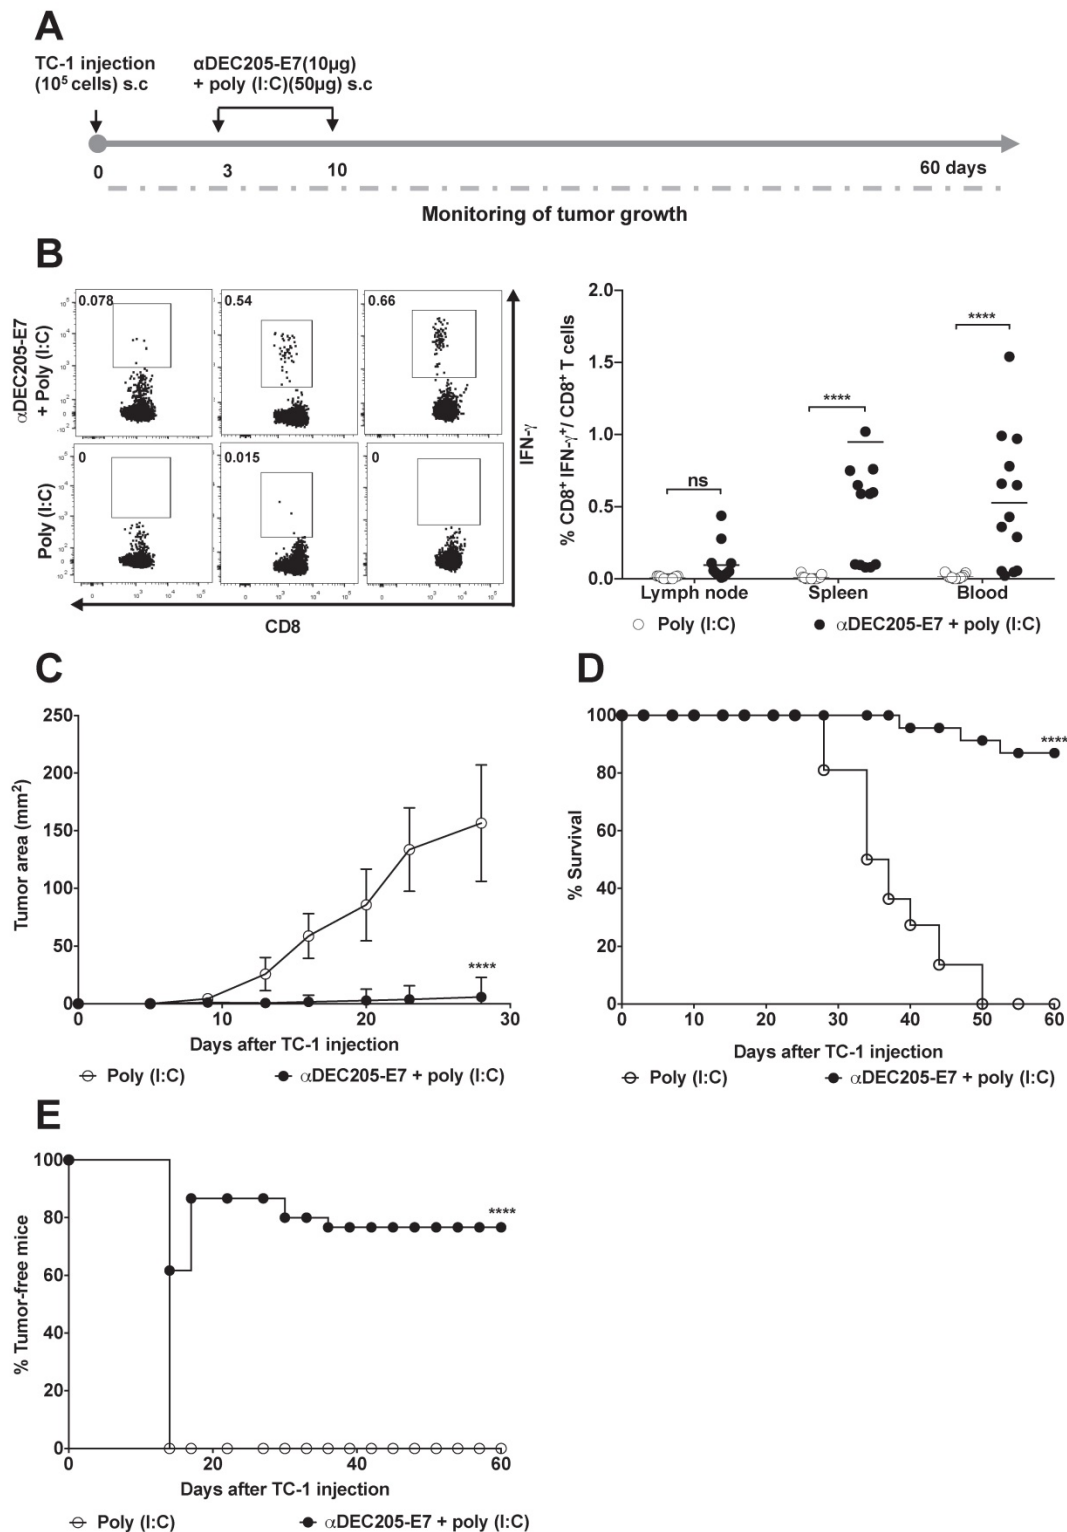 A
TC-1 injection
(10⁵ cells) s.c
αDEC205-E7(10μg)
+ poly (I:C)(50μg) s.c
0
3
10
60 days
Monitoring of tumor growth
B
αDEC205-E7
+ Poly (I:C)
0.078
0.54
0.66
Poly (I:C)
0
0.015
0
IFN-γ
CD8
% CD8⁺ IFN-γ⁺/ CD8⁺ T cells
2.0
1.5
1.0
0.5
0.0
ns
****
****
Lymph node
Spleen
Blood
Poly (I:C)
αDEC205-E7 + poly (I:C)
C
Tumor area (mm²)
250
200
150
100
50
0
****
0
10
20
30
Days after TC-1 injection
Poly (I:C)
αDEC205-E7 + poly (I:C)
D
% Survival
100
80
60
40
20
0
****
0
10
20
30
40
50
60
Days after TC-1 injection
Poly (I:C)
αDEC205-E7 + poly (I:C)
E
% Tumor-free mice
100
80
60
40
20
0
****
0
20
40
60
Days after TC-1 injection
Poly (I:C)
αDEC205-E7 + poly (I:C)